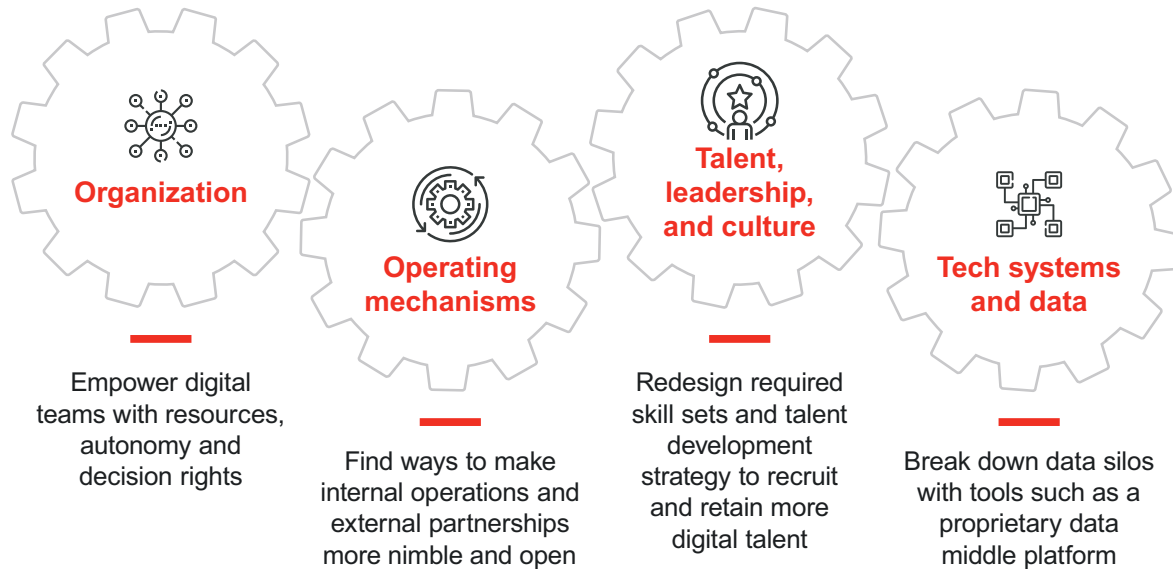 Organization
Empower digital
teams with resources,
autonomy and
decision rights
Operating
mechanisms
Find ways to make
internal operations and
external partnerships
more nimble and open
Talent,
leadership,
and culture
Redesign required
skill sets and talent
development
strategy to recruit
and retain more
digital talent
Tech systems
and data
Break down data silos
with tools such as a
proprietary data
middle platform